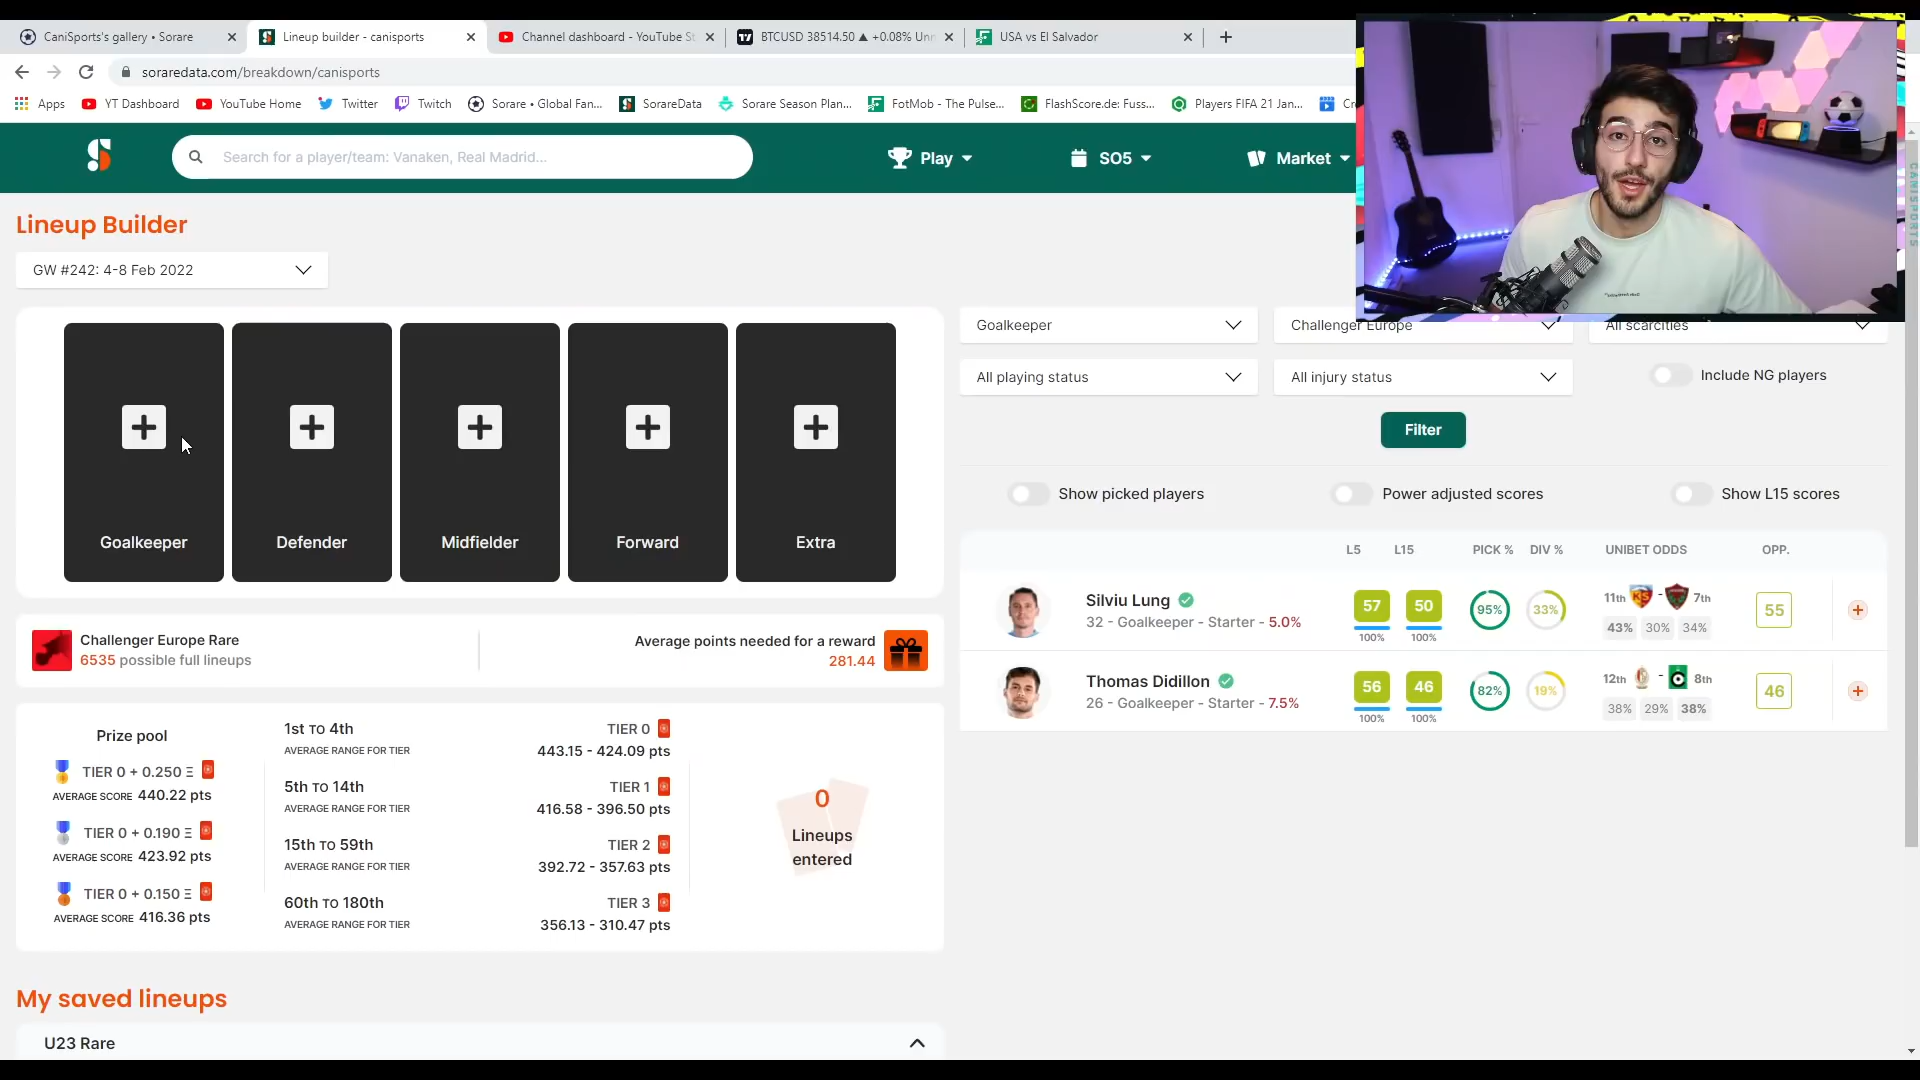 CaniSports's gallery • Sorare
Lineup builder - canisports
Channel dashboard - YouTube St
BTCUSD 38514.50 ▲ +0.08% Unn
USA vs El Salvador
soraredata.com/breakdown/canisports
Apps
YT Dashboard
YouTube Home
Twitter
Twitch
Sorare • Global Fan...
SorareData
Sorare Season Plan...
FotMob - The Pulse...
FlashScore.de: Fuss...
Players FIFA 21 Jan...
Search for a player/team: Vanaken, Real Madrid...
Play
SO5
Market
CANISPORTS
Lineup Builder
GW #242: 4-8 Feb 2022
Goalkeeper
Defender
Midfielder
Forward
Extra
Goalkeeper
Challenger Europe
All scarcities
All playing status
All injury status
Include NG players
Filter
Show picked players
Power adjusted scores
Show L15 scores
L5 L15 PICK % DIV % UNIBET ODDS OPP.
Silviu Lung
32 - Goalkeeper - Starter - 5.0%
57 50
100% 100%
95% 33%
11th - 7th
43% 30% 34%
55
Thomas Didillon
26 - Goalkeeper - Starter - 7.5%
56 46
100% 100%
82% 19%
12th - 8th
38% 29% 38%
46
Challenger Europe Rare
6535 possible full lineups
Average points needed for a reward
281.44
Prize pool
TIER 0 + 0.250 Ξ
AVERAGE SCORE 440.22 pts
TIER 0 + 0.190 Ξ
AVERAGE SCORE 423.92 pts
TIER 0 + 0.150 Ξ
AVERAGE SCORE 416.36 pts
1st TO 4th TIER 0
AVERAGE RANGE FOR TIER 443.15 - 424.09 pts
5th TO 14th TIER 1
AVERAGE RANGE FOR TIER 416.58 - 396.50 pts
15th TO 59th TIER 2
AVERAGE RANGE FOR TIER 392.72 - 357.63 pts
60th TO 180th TIER 3
AVERAGE RANGE FOR TIER 356.13 - 310.47 pts
0
Lineups
entered
My saved lineups
U23 Rare